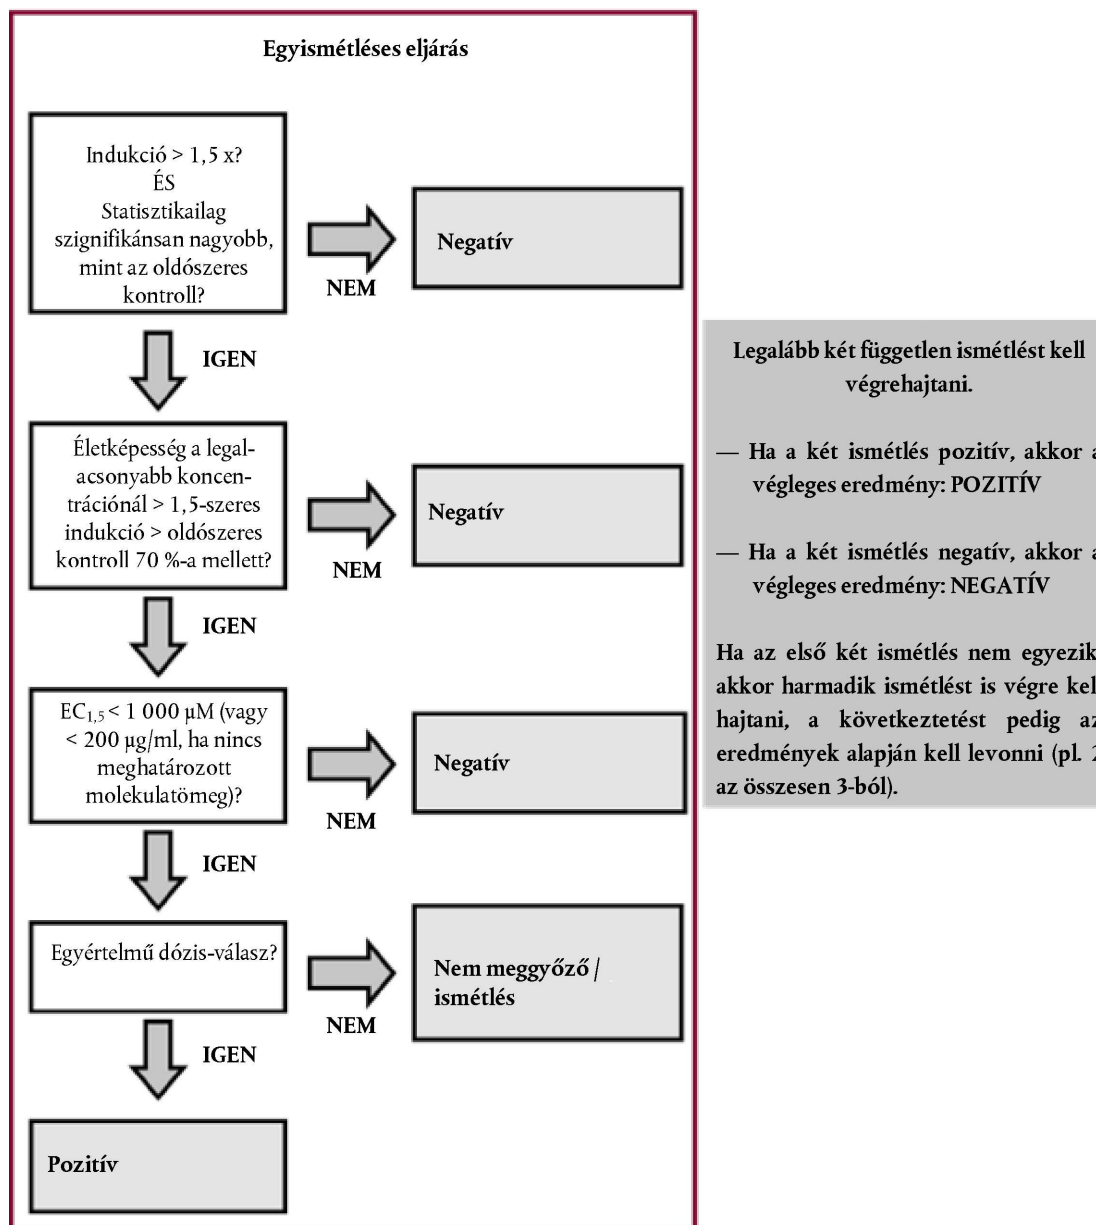 Egyismétléses eljárás
Indukció > 1,5 x?
ÉS
Statisztikailag
szignifikánsan nagyobb,
mint az oldószeres
kontroll?
NEM
Negatív
IGEN
Életképesség a legal-
acsonyabb koncen-
trációnál > 1,5-szeres
indukció > oldószeres
kontroll 70 %-a mellett?
NEM
Negatív
IGEN
EC1,5 < 1 000 µM (vagy
< 200 µg/ml, ha nincs
meghatározott
molekulatömeg)?
NEM
Negatív
IGEN
Egyértelmű dózis-válasz?
NEM
Nem meggyőző /
ismétlés
IGEN
Pozitív
Legalább két független ismétlést kell
végrehajtani.
— Ha a két ismétlés pozitív, akkor a
végleges eredmény: POZITÍV
— Ha a két ismétlés negatív, akkor a
végleges eredmény: NEGATÍV
Ha az első két ismétlés nem egyezik,
akkor harmadik ismétlést is végre kell
hajtani, a következtetést pedig az
eredmények alapján kell levonni (pl. 2
az összesen 3-ból).